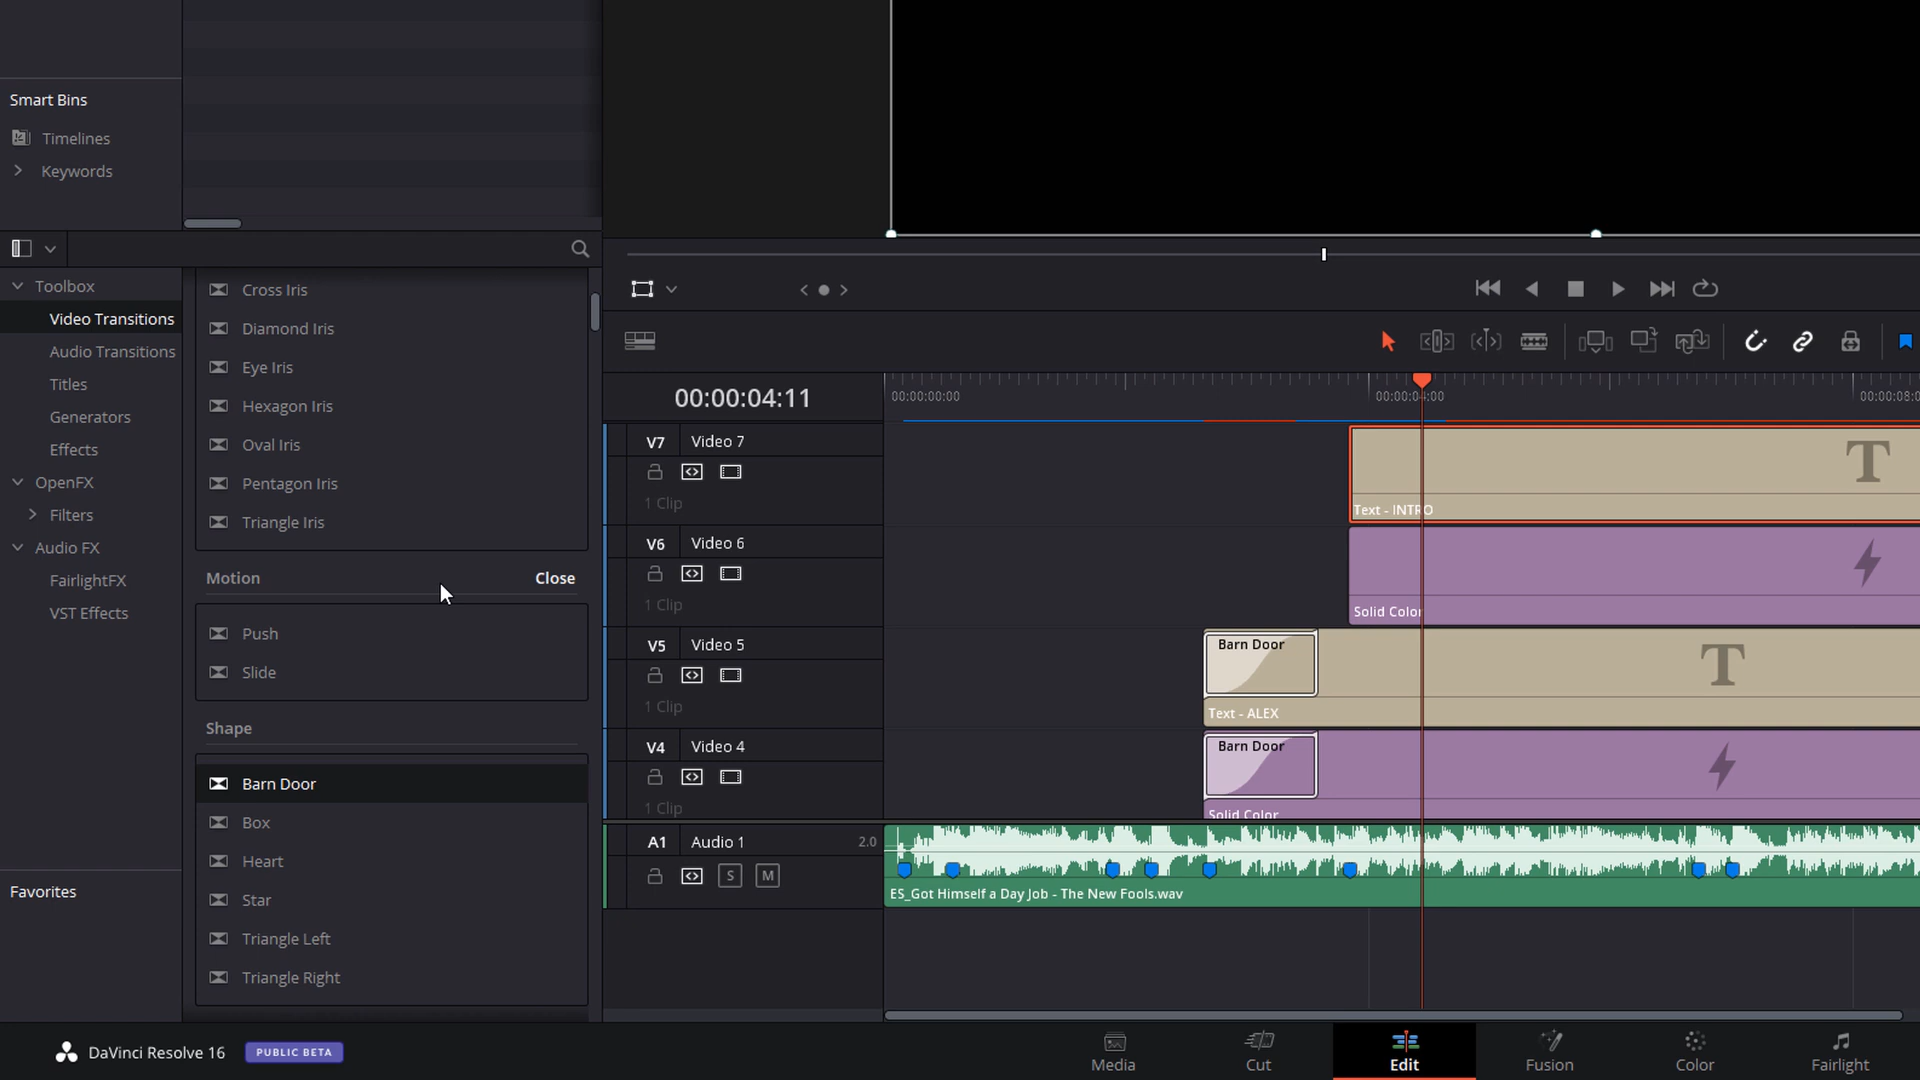 Smart Bins
Timelines
Keywords
Toolbox
Video Transitions
Audio Transitions
Titles
Generators
Effects
OpenFX
Filters
Audio FX
FairlightFX
VST Effects
Favorites
Cross Iris
Diamond Iris
Eye Iris
Hexagon Iris
Oval Iris
Pentagon Iris
Triangle Iris
Motion Close
Push
Slide
Shape
Barn Door
Box
Heart
Star
Triangle Left
Triangle Right
00:00:04:11
00:00:00:00 00:00:04:00 00:00:08:0
V7 Video 7
1 Clip
T
Text - INTRO
V6 Video 6
1 Clip
Solid Color
V5 Video 5
1 Clip
Barn Door
T
Text - ALEX
V4 Video 4
1 Clip
Barn Door
Solid Color
A1 Audio 1 2.0
S M
ES_Got Himself a Day Job - The New Fools.wav
DaVinci Resolve 16 PUBLIC BETA
Media Cut Edit Fusion Color Fairlight